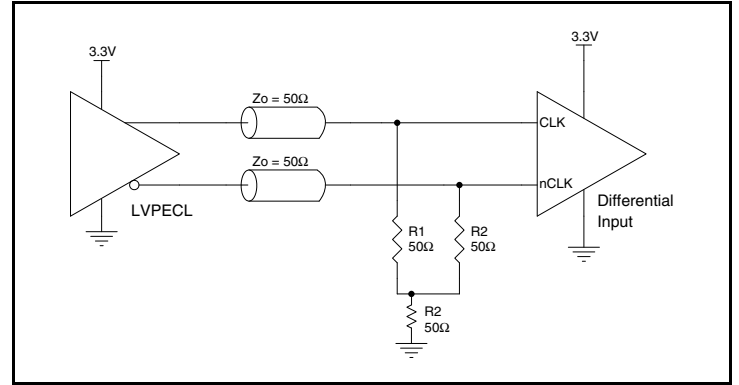 3.3V
3.3V
Zo = 50Ω
CLK
Zo = 50Ω
nCLK
LVPECL
Differential
Input
R1
50Ω
R2
50Ω
R2
50Ω